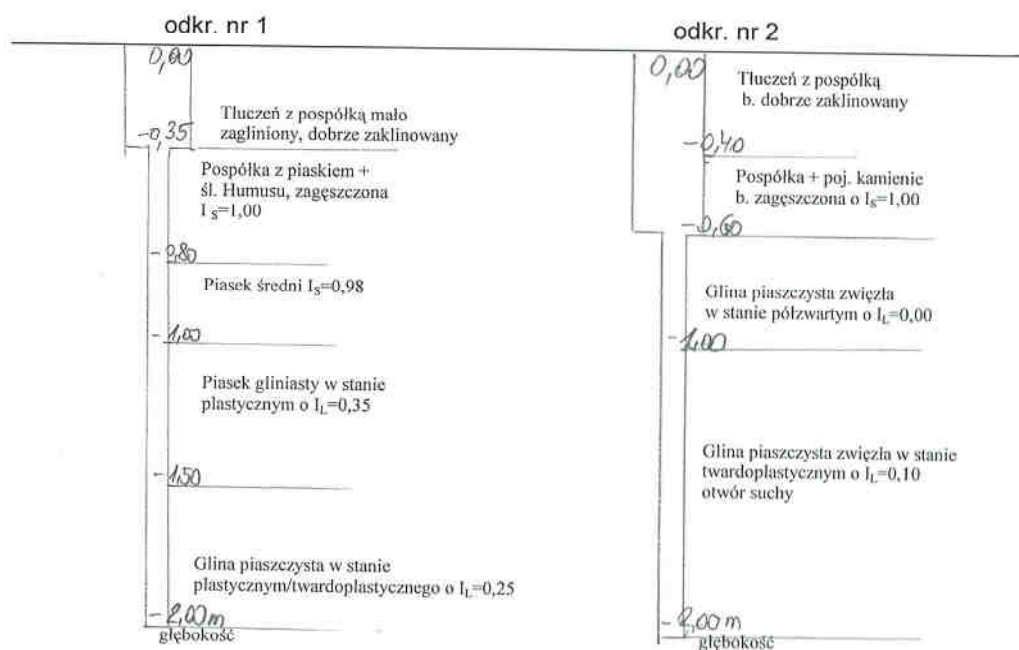 odkr. nr 1
0,00
Tłuczeń z pospółką mało
zagliniony, dobrze zaklinowany
-0,35
Pospółka z piaskiem +
śl. Humusu, zagęszczona
I S=1,00
-0,80
Piasek średni IS=0,98
-1,00
Piasek gliniasty w stanie
plastycznym o IL=0,35
-1,50
Glina piaszczysta w stanie
plastycznym/twardoplastycznego o IL=0,25
-2,00 m
głębokość
odkr. nr 2
0,00
Tłuczeń z pospółką
b. dobrze zaklinowany
-0,40
Pospółka + poj. kamienie
b. zagęszczona o IS=1,00
-0,60
Glina piaszczysta zwięzła
w stanie półzwartym o IL=0,00
-1,00
Glina piaszczysta zwięzła w stanie
twardoplastycznym o IL=0,10
otwór suchy
-2,00 m
głębokość